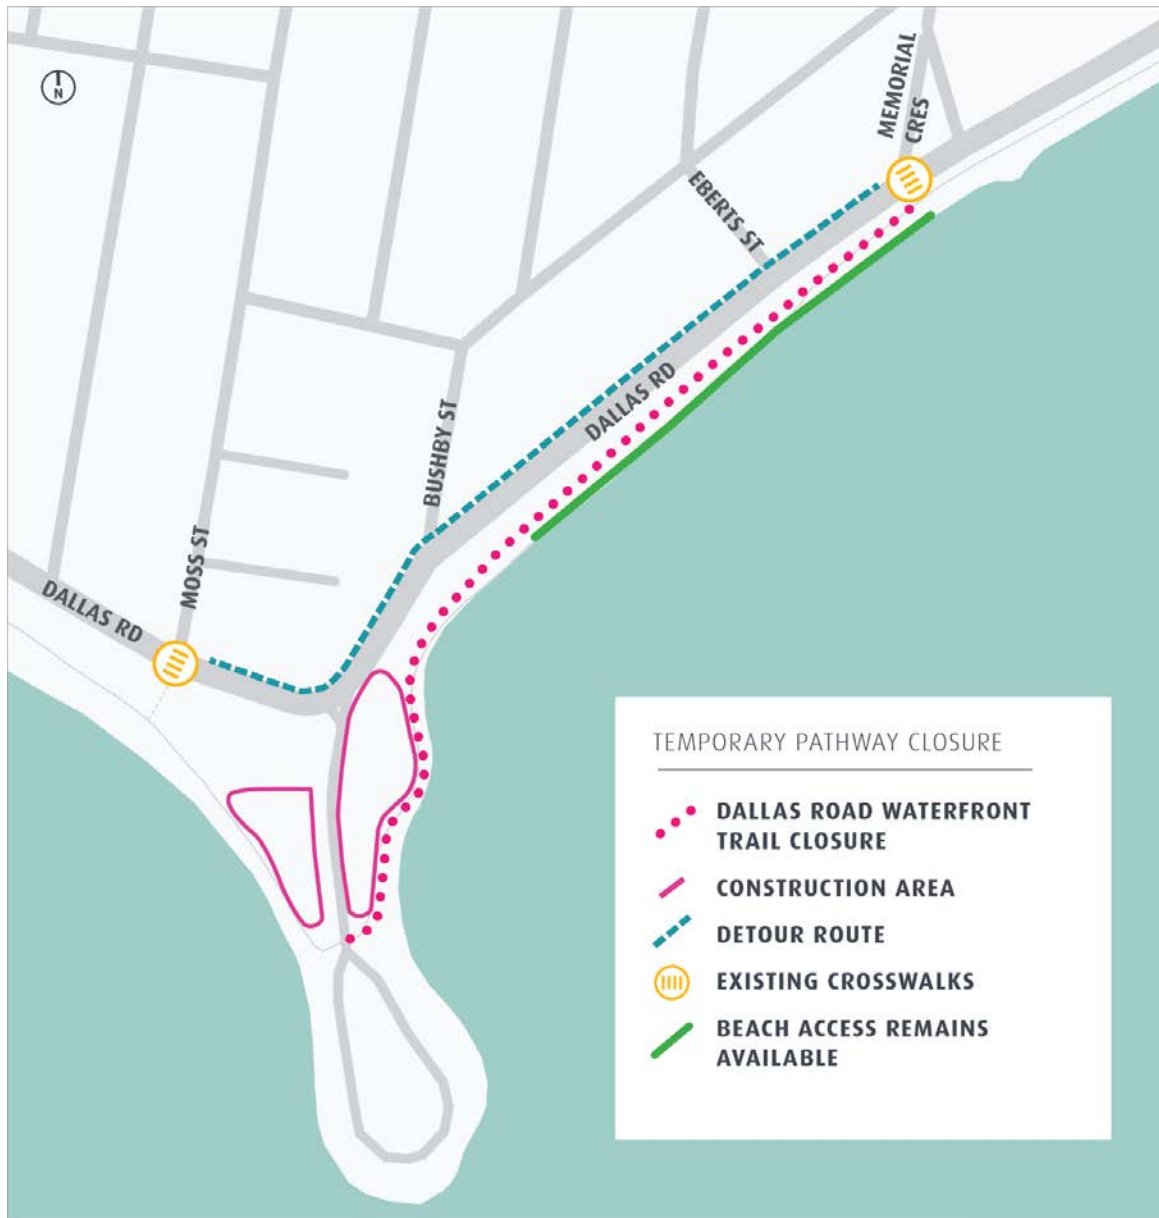 N
MEMORIAL
CRES
EBERTS ST
DALLAS RD
BUSHBY ST
MOSS ST
DALLAS RD
TEMPORARY PATHWAY CLOSURE
DALLAS ROAD WATERFRONT
TRAIL CLOSURE
CONSTRUCTION AREA
DETOUR ROUTE
EXISTING CROSSWALKS
BEACH ACCESS REMAINS
AVAILABLE